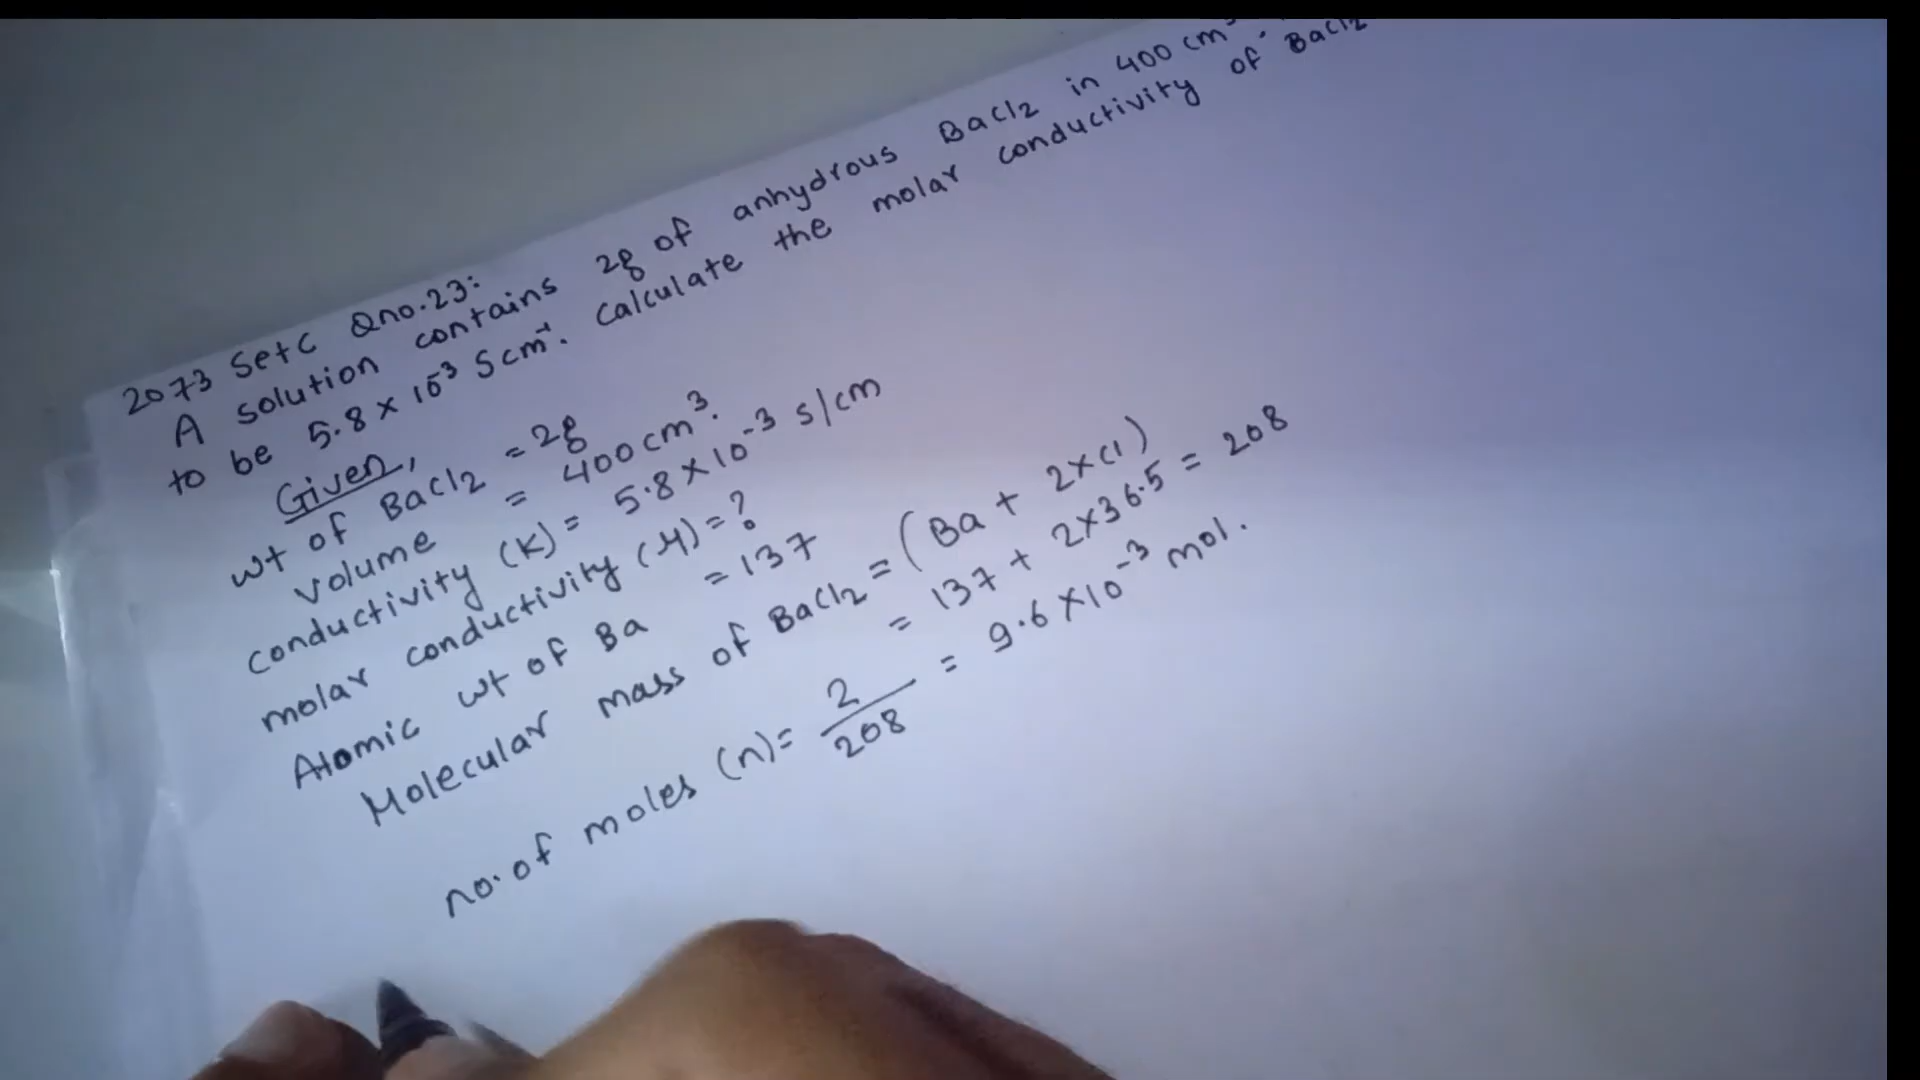 2073 Set C Qno.23:
A solution contains 2g of anhydrous BaCl2 in 400 cm³
to be 5.8 × 10⁻³ S cm⁻¹. Calculate the molar conductivity of BaCl2
Given,
wt of BaCl2 = 2g
volume = 400 cm³.
conductivity (K) = 5.8 × 10⁻³ s/cm
molar conductivity (M) = ?
Atomic wt of Ba = 137
Molecular mass of BaCl2 = (Ba + 2×Cl)
= 137 + 2×36.5 = 208
no. of moles (n) = 2/208 = 9.6 × 10⁻³ mol.